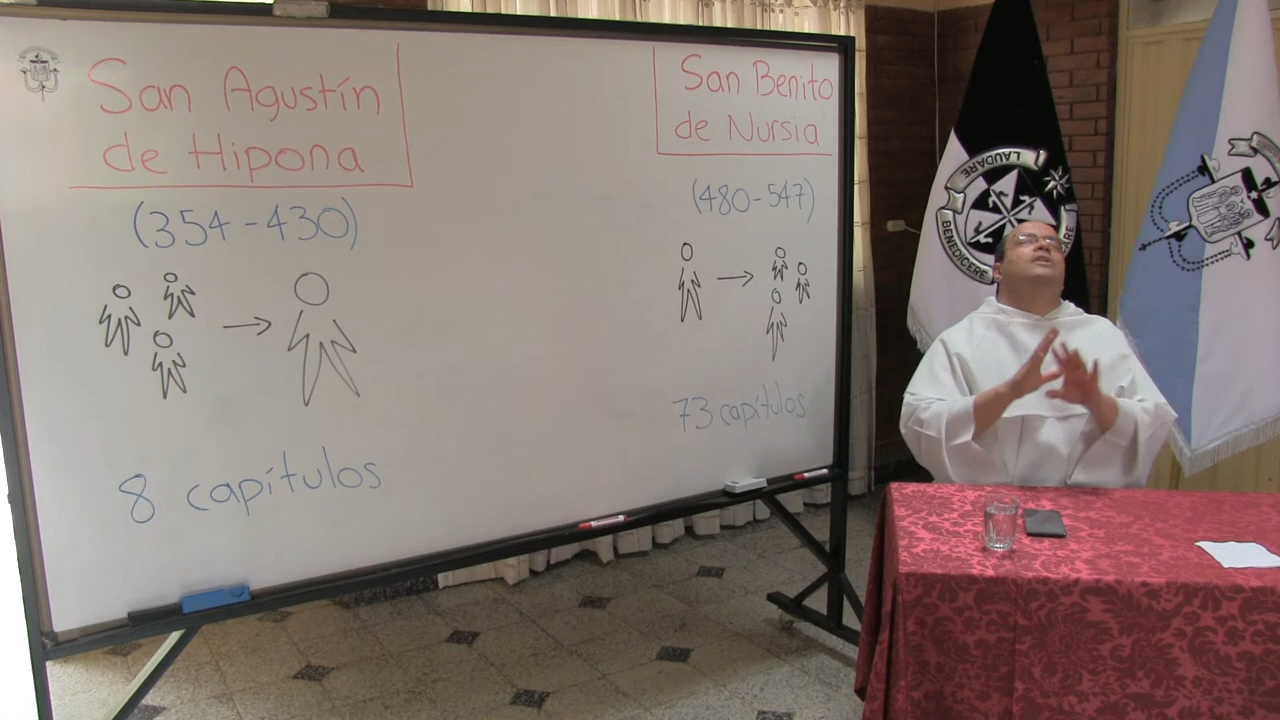 San Agustín
de Hipona
(354-430)
8 capítulos
San Benito
de Nursia
(480-547)
73 capítulos
LAUDARE
BENEDICERE